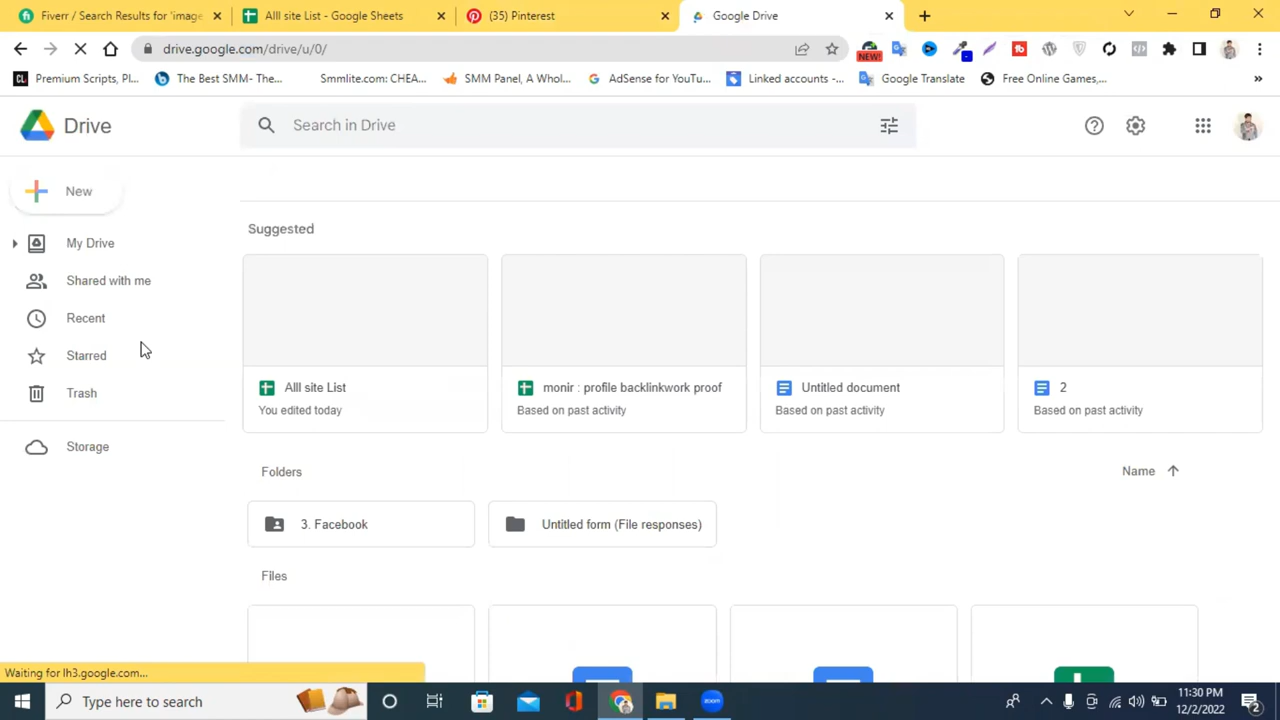 Fiverr / Search Results for 'image
Alll site List - Google Sheets
(35) Pinterest
Google Drive
drive.google.com/drive/u/0/
NEW!
CL Premium Scripts, Pl...
The Best SMM- The...
Smmlite.com: CHEA...
SMM Panel, A Whol...
AdSense for YouTu...
Linked accounts -...
Google Translate
Free Online Games,...
Drive
Search in Drive
New
My Drive
Shared with me
Recent
Starred
Trash
Storage
Suggested
Alll site List
You edited today
monir : profile backlinkwork proof
Based on past activity
Untitled document
Based on past activity
2
Based on past activity
Folders
Name
3. Facebook
Untitled form (File responses)
Files
Waiting for lh3.google.com...
Type here to search
zoom
11:30 PM
12/2/2022
2